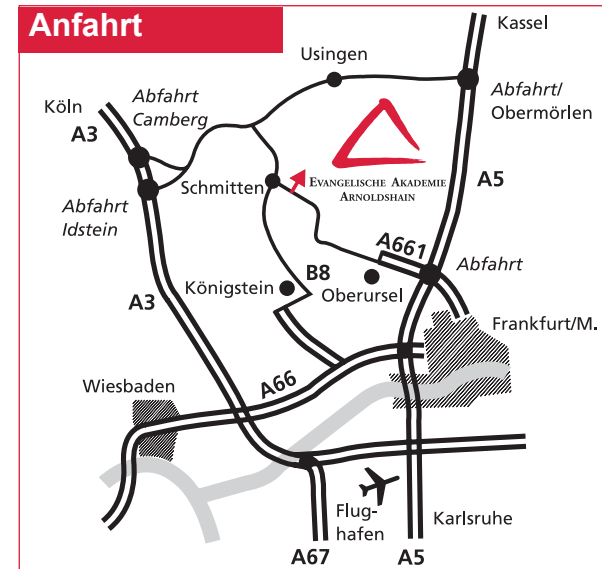 Anfahrt
Kassel
Usingen
Köln
Abfahrt
Camberg
Abfahrt/
Obermörlen
A3
Schmitten
EVANGELISCHE AKADEMIE
ARNOLDSHAIN
A5
Abfahrt
Idstein
A661
Abfahrt
B8
Königstein
Oberursel
A3
Frankfurt/M.
Wiesbaden
A66
Flug-
hafen
Karlsruhe
A67
A5